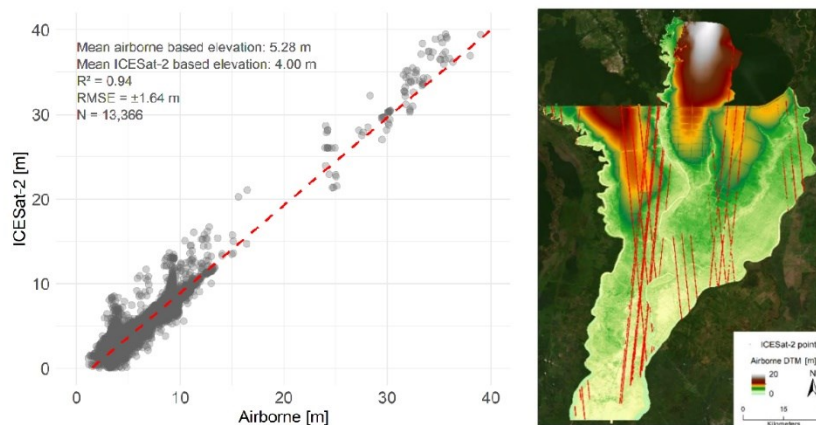 40
30
20
10
0
ICESat-2 [m]
Mean airborne based elevation: 5.28 m
Mean ICESat-2 based elevation: 4.00 m
R² = 0.94
RMSE = ±1.64 m
N = 13,366
0 10 20 30 40
Airborne [m]
ICESat-2 point
Airborne DTM [m]
20
0
N
0 15
Kilometers